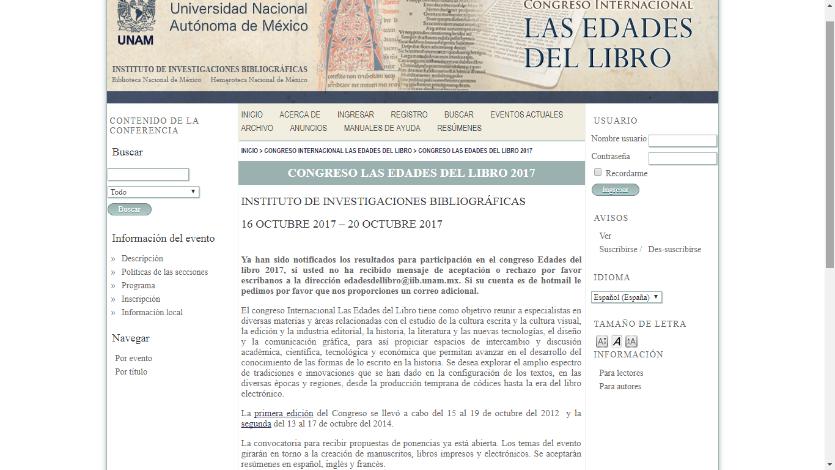 Universidad Nacional
Autónoma de México
UNAM
INSTITUTO DE INVESTIGACIONES BIBLIOGRÁFICAS
Biblioteca Nacional de México Hemeroteca Nacional de México
CONGRESO INTERNACIONAL
LAS EDADES
DEL LIBRO
CONTENIDO DE LA
CONFERENCIA
Buscar
Todo
Buscar
Información del evento
» Descripción
» Políticas de las secciones
» Programa
» Inscripción
» Información local
Navegar
Por evento
Por título
INICIO ACERCA DE INGRESAR REGISTRO BUSCAR EVENTOS ACTUALES
ARCHIVO ANUNCIOS MANUALES DE AYUDA RESÚMENES
INICIO > CONGRESO INTERNACIONAL LAS EDADES DEL LIBRO > CONGRESO LAS EDADES DEL LIBRO 2017
CONGRESO LAS EDADES DEL LIBRO 2017
INSTITUTO DE INVESTIGACIONES BIBLIOGRÁFICAS
16 OCTUBRE 2017 – 20 OCTUBRE 2017
Ya han sido notificados los resultados para participación en el congreso Edades del
libro 2017, si usted no ha recibido mensaje de aceptación o rechazo por favor
escríbanos a la dirección edadesdellibro@iib.unam.mx. Si su cuenta es de hotmail le
pedimos por favor que nos proporciones un correo adicional.
El congreso Internacional Las Edades del Libro tiene como objetivo reunir a especialistas en
diversas materias y áreas relacionadas con el estudio de la cultura escrita y la cultura visual,
la edición y la industria editorial, la historia, la literatura y las nuevas tecnologías, el diseño
y la comunicación gráfica, para así propiciar espacios de intercambio y discusión
académica, científica, tecnológica y económica que permitan avanzar en el desarrollo del
conocimiento de las formas de lo escrito en la historia. Se desea explorar el amplio espectro
de tradiciones e innovaciones que se han dado en la configuración de los textos, en las
diversas épocas y regiones, desde la producción temprana de códices hasta la era del libro
electrónico.
La primera edición del Congreso se llevó a cabo del 15 al 19 de octubre del 2012 y la
segunda del 13 al 17 de octubre del 2014.
La convocatoria para recibir propuestas de ponencias ya está abierta. Los temas del evento
girarán en torno a la creación de manuscritos, libros impresos y electrónicos. Se aceptarán
resúmenes en español, inglés y francés.
USUARIO
Nombre usuario
Contraseña
Recordarme
Ingresar
AVISOS
Ver
Suscribirse / Des-suscribirse
IDIOMA
Español (España)
TAMAÑO DE LETRA
INFORMACIÓN
Para lectores
Para autores